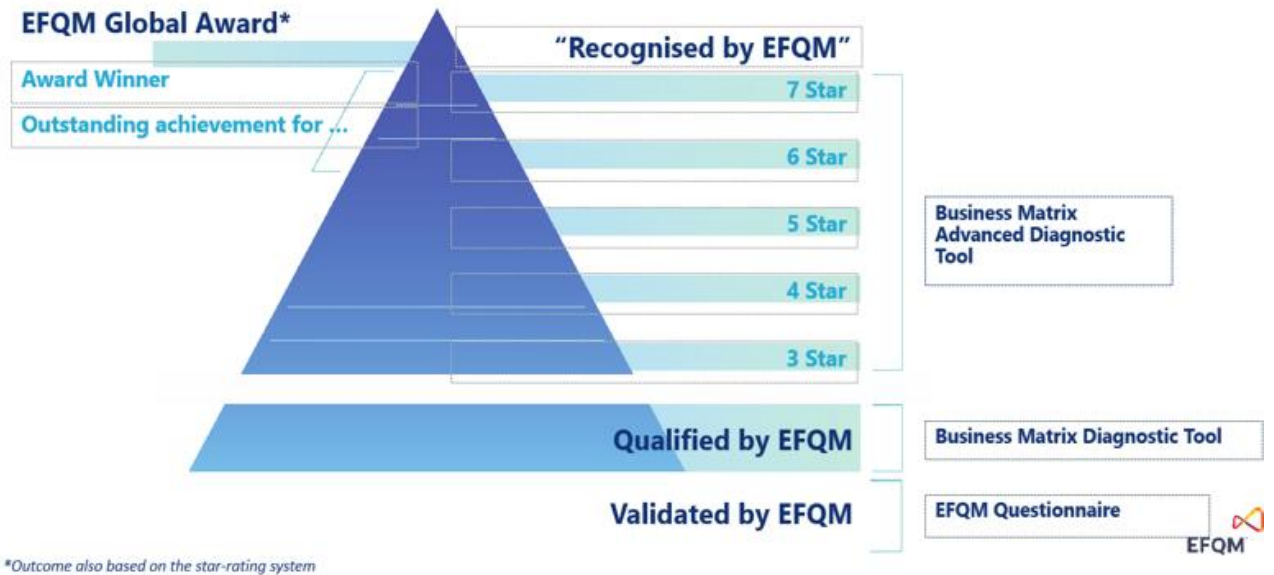 EFQM Global Award*
Award Winner
Outstanding achievement for ...
“Recognised by EFQM”
7 Star
6 Star
5 Star
4 Star
3 Star
Business Matrix
Advanced Diagnostic
Tool
Qualified by EFQM
Business Matrix Diagnostic Tool
Validated by EFQM
EFQM Questionnaire
EFQM
*Outcome also based on the star-rating system